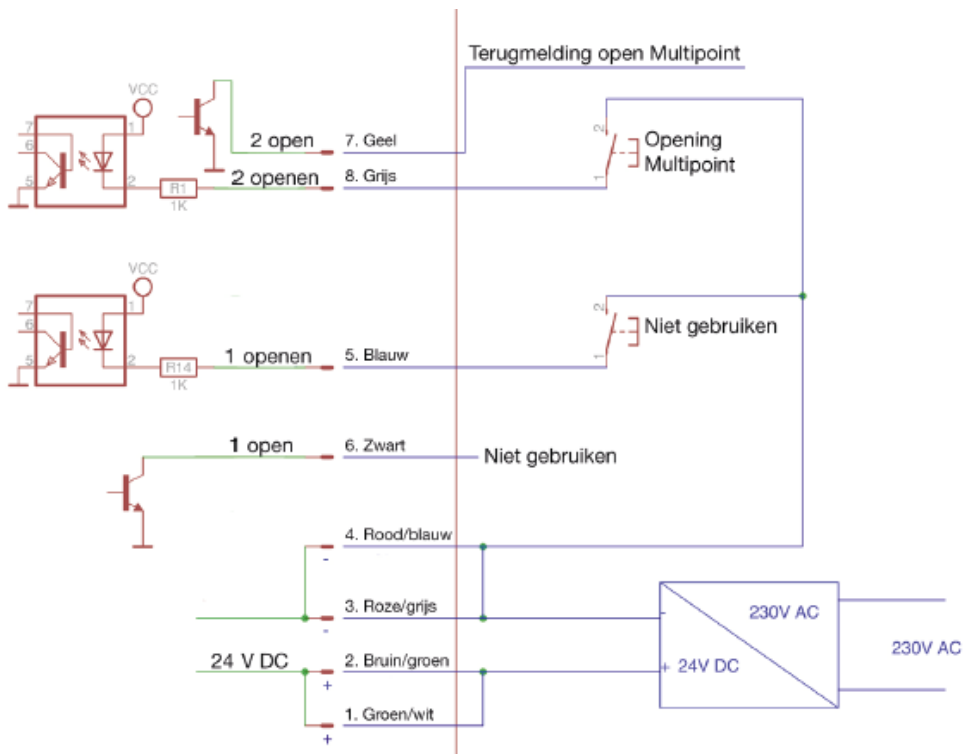 Terugmelding open Multipoint
VCC
7
6
5
1
2
R1
1K
2 open
7. Geel
2 openen
8. Grijs
2
1
Opening
Multipoint
VCC
7
6
5
1
2
R14
1K
1 openen
5. Blauw
2
1
Niet gebruiken
1 open
6. Zwart
Niet gebruiken
4. Rood/blauw
-
3. Roze/grijs
-
24 V DC
2. Bruin/groen
+
1. Groen/wit
+
-
230V AC
+ 24V DC
230V AC